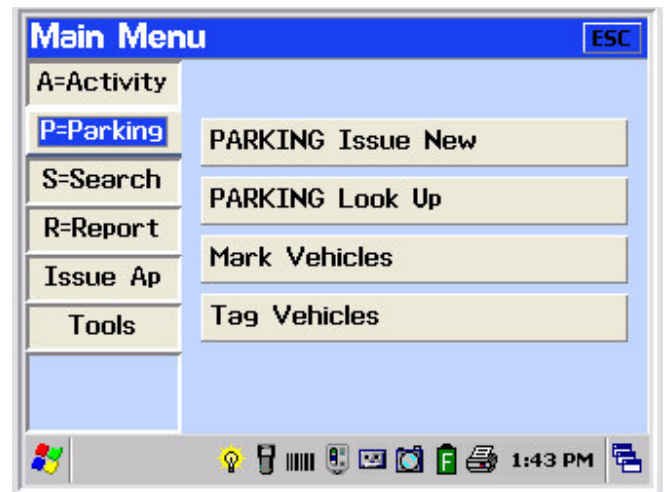 Main Menu
ESC
A=Activity
P=Parking
S=Search
R=Report
Issue Ap
Tools
PARKING Issue New
PARKING Look Up
Mark Vehicles
Tag Vehicles
F
1:43 PM